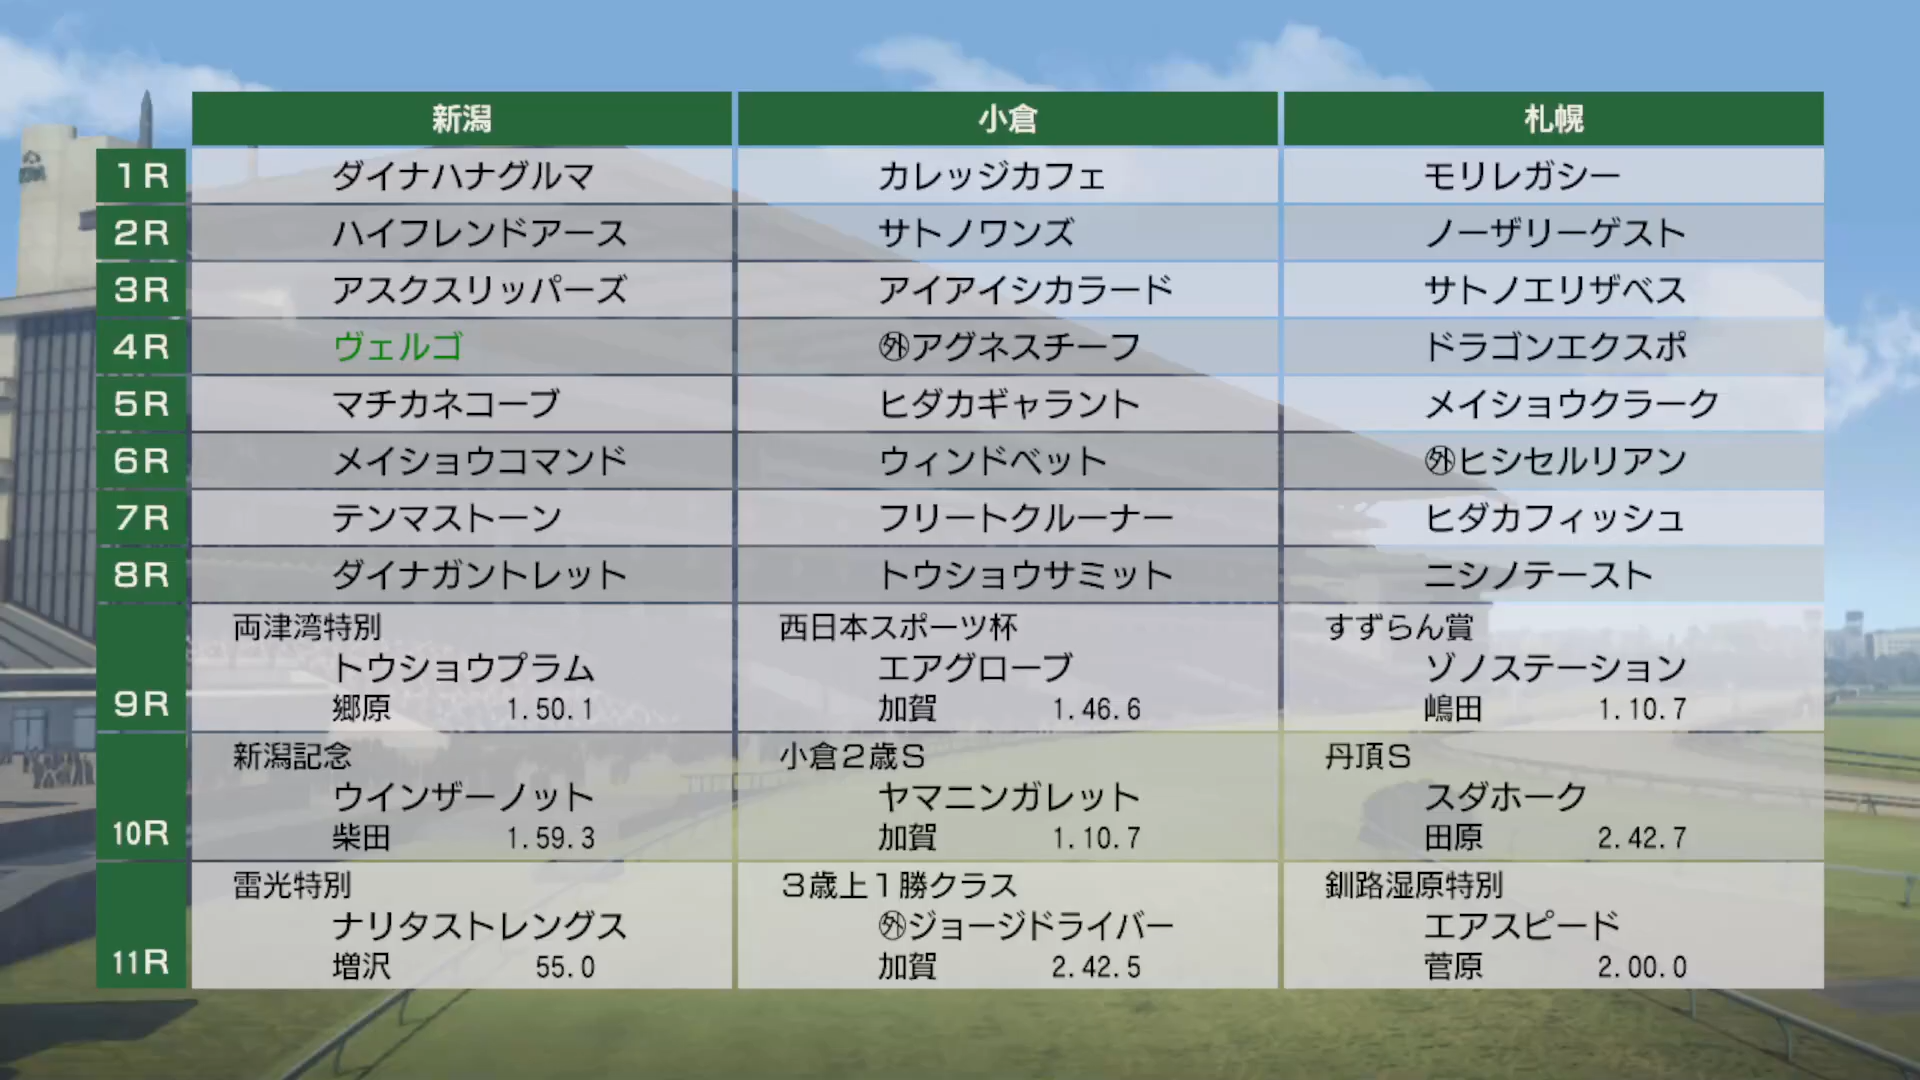 新潟 小倉 札幌
1R ダイナハナグルマ カレッジカフェ モリレガシー
2R ハイフレンドアース サトノワンズ ノーザリーゲスト
3R アスクスリッパーズ アイアイシカラード サトノエリザベス
4R ヴェルゴ ㊕アグネスチーフ ドラゴンエクスポ
5R マチカネコーブ ヒダカギャラント メイショウクラーク
6R メイショウコマンド ウィンドベット 外ヒシセルリアン
7R テンマストーン フリートクルーナー ヒダカフィッシュ
8R ダイナガントレット トウショウサミット ニシノテースト
両津湾特別 西日本スポーツ杯 すずらん賞
トウショウプラム エアグローブ ゾノステーション
9R 郷原 1.50.1 加賀 1.46.6 嶋田 1.10.7
新潟記念 小倉2歳S 丹頂S
ウインザーノット ヤマニンガレット スダホーク
10R 柴田 1.59.3 加賀 1.10.7 田原 2.42.7
雷光特別 3歳上1勝クラス 釧路湿原特別
ナリタストレングス 外ジョージドライバー エアスピード
11R 増沢 55.0 加賀 2.42.5 菅原 2.00.0